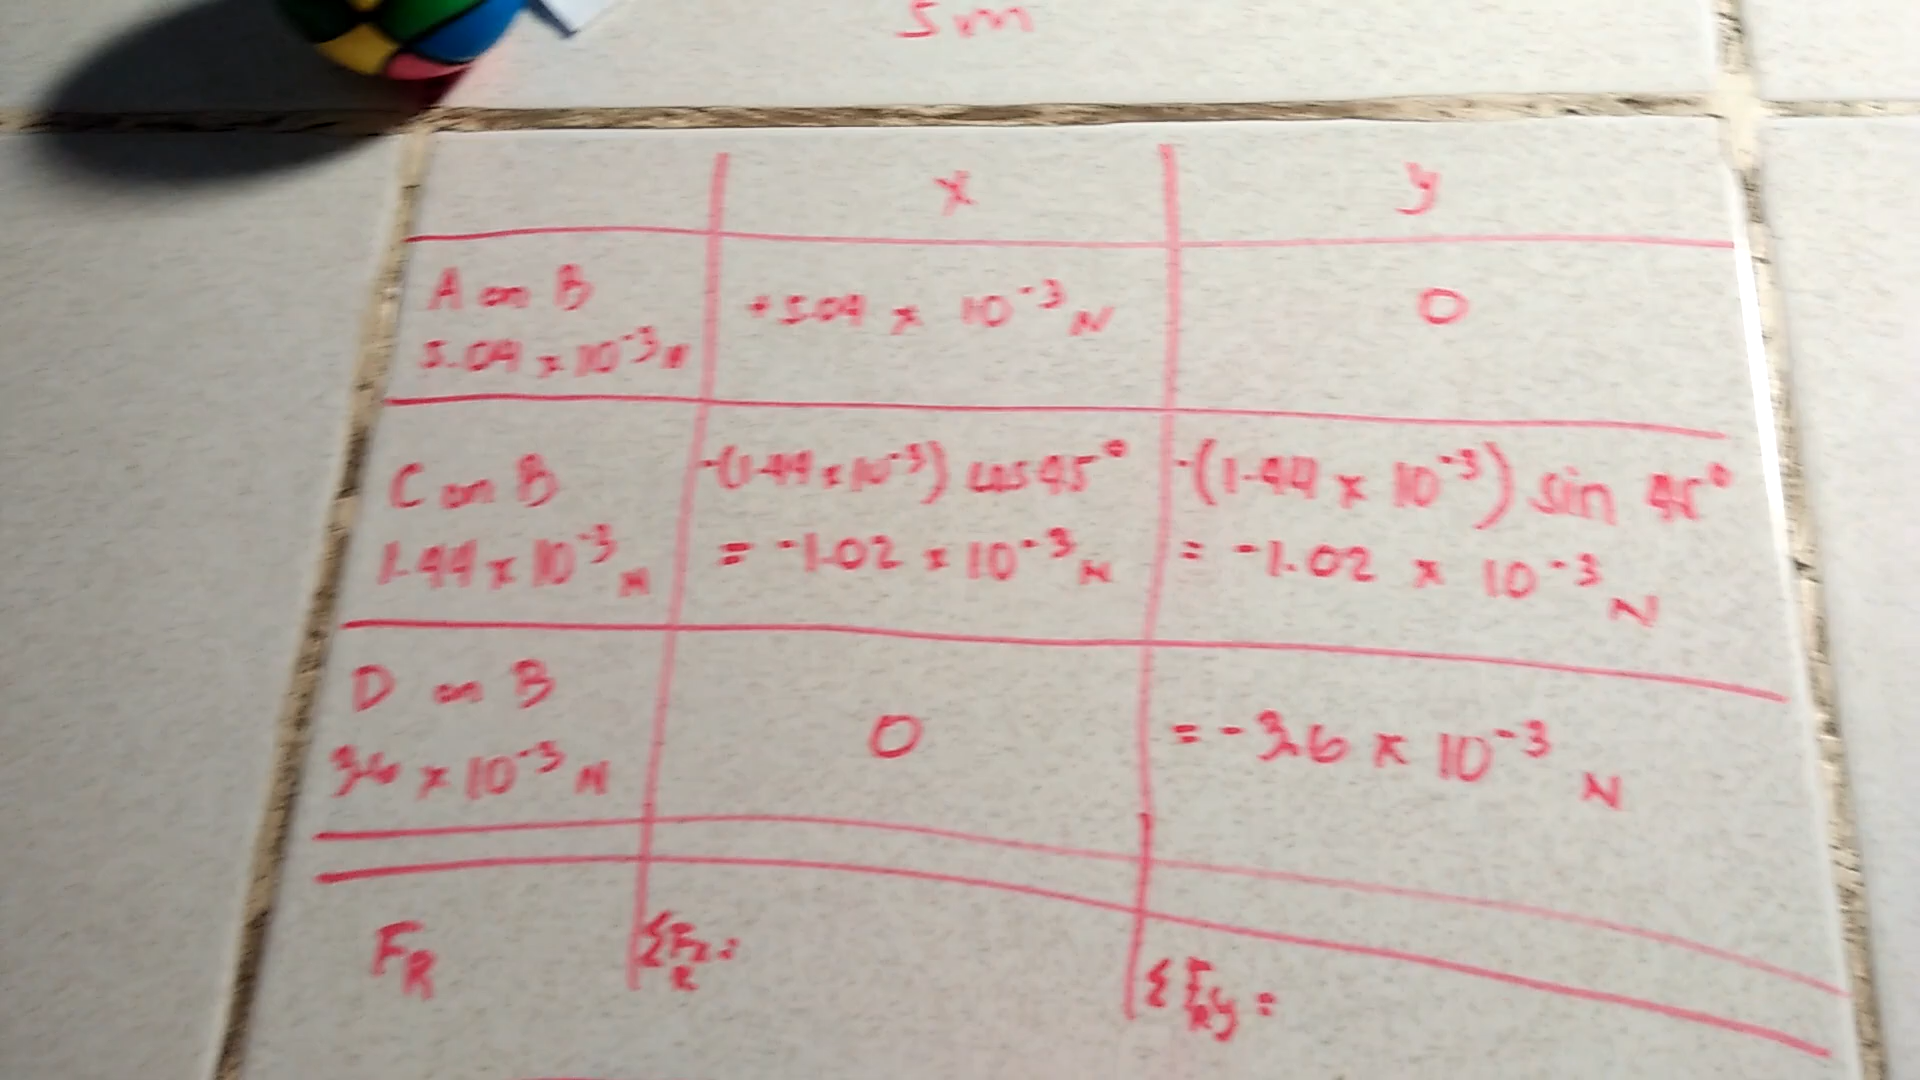 5m
x y
A on B
5.04 x 10⁻³ N
+5.04 x 10⁻³ N
0
C on B
1.44 x 10⁻³ N
-(1.44 x 10⁻³) cos 45°
= -1.02 x 10⁻³ N
-(1.44 x 10⁻³) sin 45°
= -1.02 x 10⁻³ N
D on B
3.6 x 10⁻³ N
0
= -3.6 x 10⁻³ N
F_R
ΣF_Rx =
ΣF_Ry =